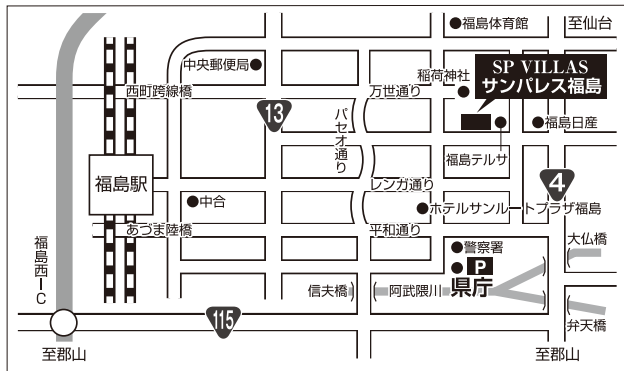 福島体育館
至仙台
中央郵便局
稲荷神社
SP VILLAS
サンパレス福島
西町跨線橋
万世通り
13
パセオ通り
福島日産
福島テルサ
福島駅
レンガ通り
4
中合
ホテルサンルートプラザ福島
あづま陸橋
平和通り
福島西IC
警察署
大仏橋
P
県庁
信夫橋
阿武隈川
115
弁天橋
至郡山
至郡山